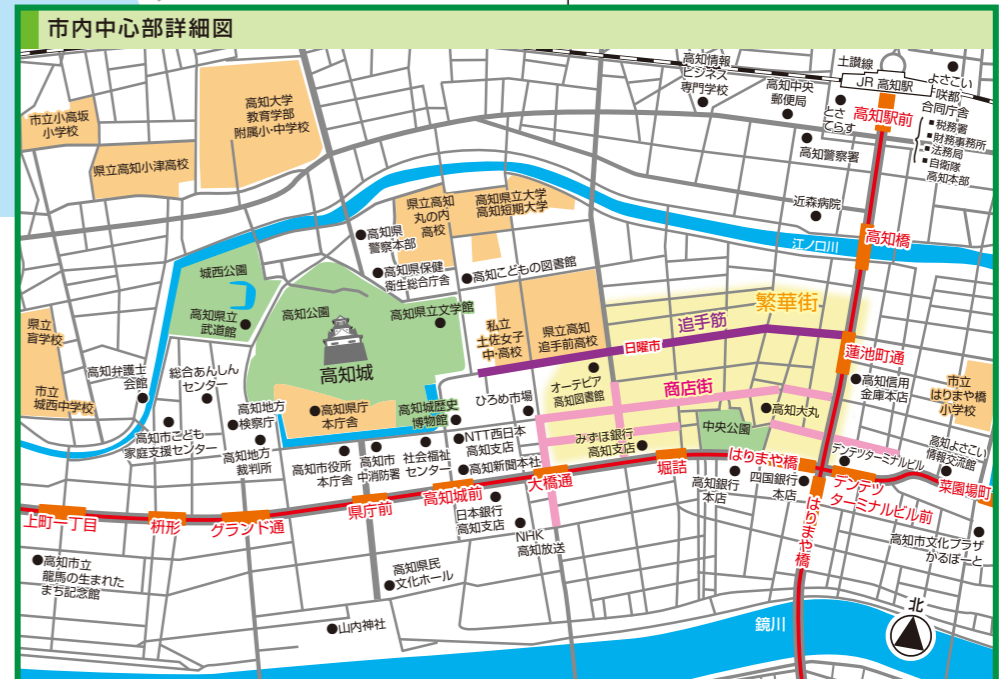 市内中心部詳細図
高知情報
ビジネス
専門学校
高知中央
郵便局
土讃線
JR 高知駅
とさ
てらす
高知駅前
よさこい
咲都
合同庁舎
税務署
財務事務所
法務局
自衛隊
高知本部
高知警察署
市立小高坂
小学校
県立高知小津高校
高知大学
教育学部
附属小・中学校
近森病院
江ノ口川
高知橋
県立高知
丸の内
高校
高知県立大学
高知短期大学
高知県
警察本部
高知県保健
衛生総合庁舎
高知こどもの図書館
城西公園
高知県立
武道館
高知公園
高知県立文学館
高知城
私立
土佐女子
中・高校
県立高知
追手前高校
繁華街
追手筋
日曜市
蓮池町通
県立
盲学校
市立
城西中学校
高知弁護士
会館
総合あんしん
センター
高知市こども
家庭支援センター
高知地方
検察庁
高知地方
裁判所
高知県庁
本庁舎
高知城歴史
博物館
ひろめ市場
オーテピア
高知図書館
商店街
高知信用
金庫本店
市立
はりまや橋
小学校
高知大丸
中央公園
高知市役所
本庁舎
高知市
中消防署
社会福祉
センター
NTT西日本
高知支店
高知新聞本社
みずほ銀行
高知支店
デンテツターミナルビル
高知よさこい
情報交流館
上町一丁目
枡形
グランド通
県庁前
高知城前
大橋通
堀詰
はりまや橋
デンテツ
ターミナルビル前
菜園場町
高知銀行
本店
四国銀行
本店
はりまや橋
日本銀行
高知支店
NHK
高知放送
高知市文化プラザ
かるぽーと
高知市立
龍馬の生まれた
まち記念館
高知県民
文化ホール
山内神社
鏡川
北